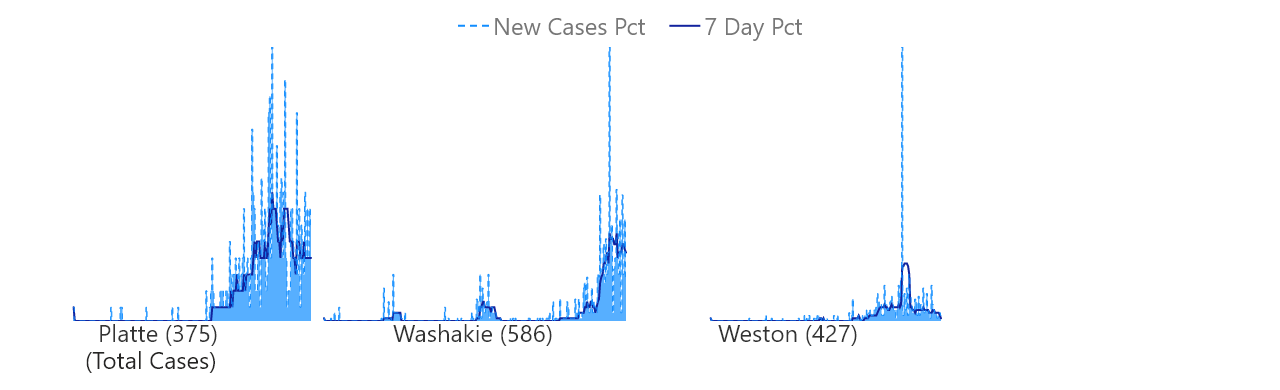 New Cases Pct 7 Day Pct
Platte (375) Washakie (586) Weston (427)
(Total Cases)